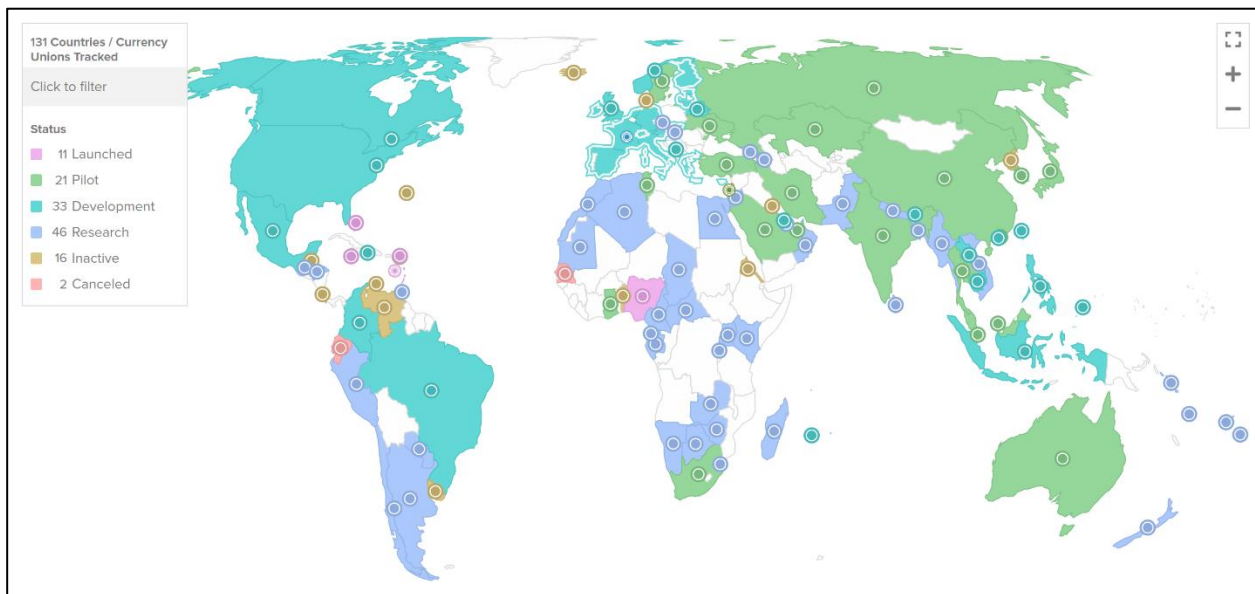 131 Countries / Currency
Unions Tracked
Click to filter
Status
11 Launched
21 Pilot
33 Development
46 Research
16 Inactive
2 Canceled
+
−